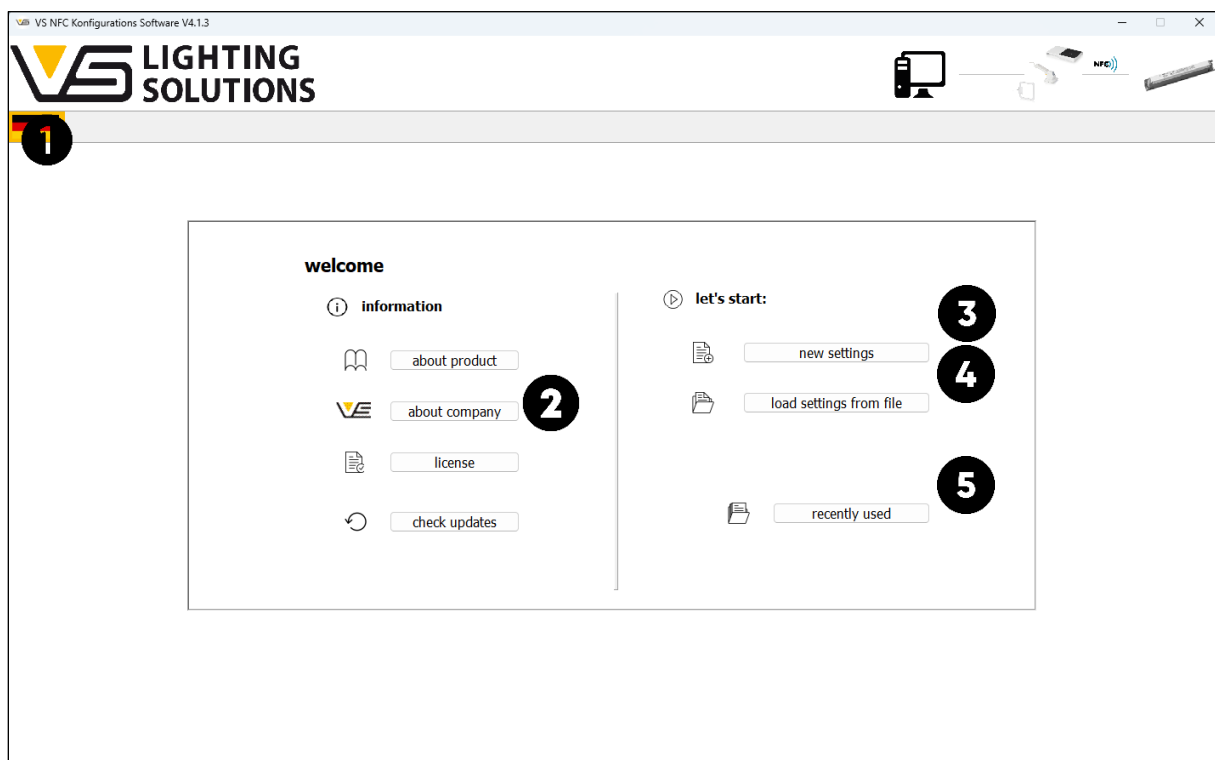 VS NFC Konfigurations Software V4.1.3
VS LIGHTING
SOLUTIONS
NFC
1
welcome
information
about product
about company
2
license
check updates
let's start:
3
new settings
4
load settings from file
5
recently used